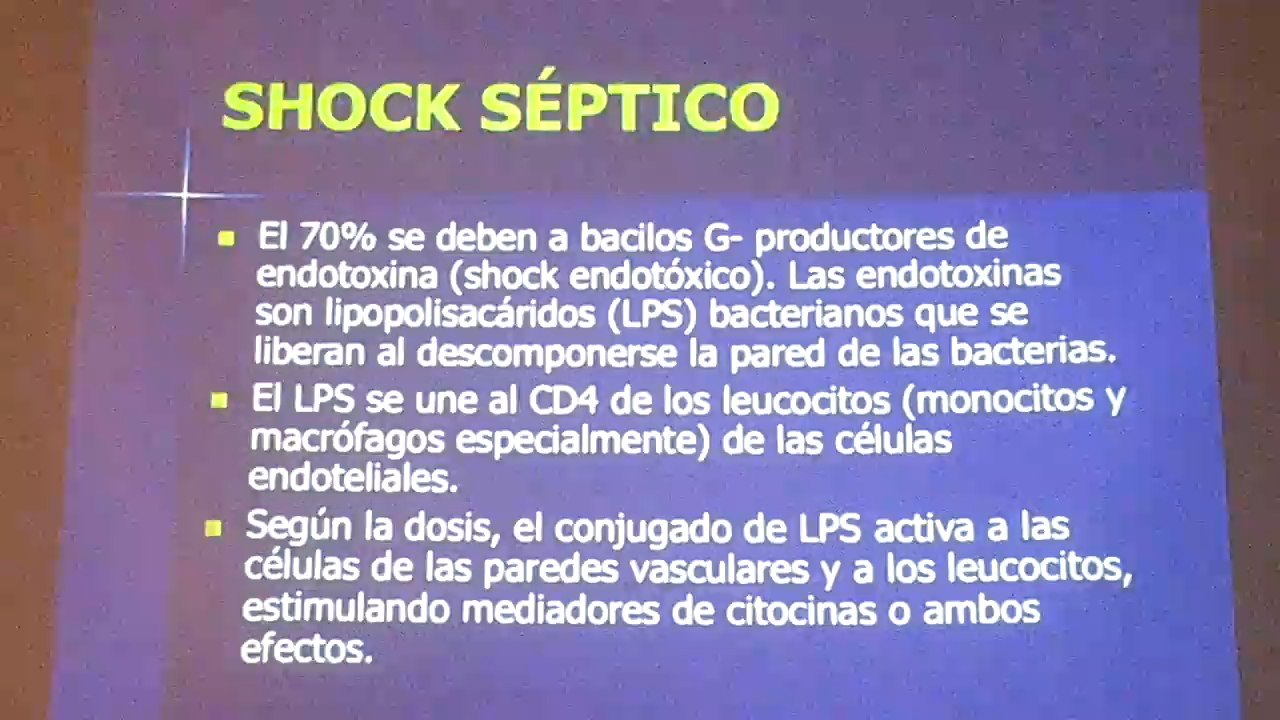 SHOCK SÉPTICO
El 70% se deben a bacilos G- productores de
endotoxina (shock endotóxico). Las endotoxinas
son lipopolisacáridos (LPS) bacterianos que se
liberan al descomponerse la pared de las bacterias.
El LPS se une al CD4 de los leucocitos (monocitos y
macrófagos especialmente) de las células
endoteliales.
Según la dosis, el conjugado de LPS activa a las
células de las paredes vasculares y a los leucocitos,
estimulando mediadores de citocinas o ambos
efectos.